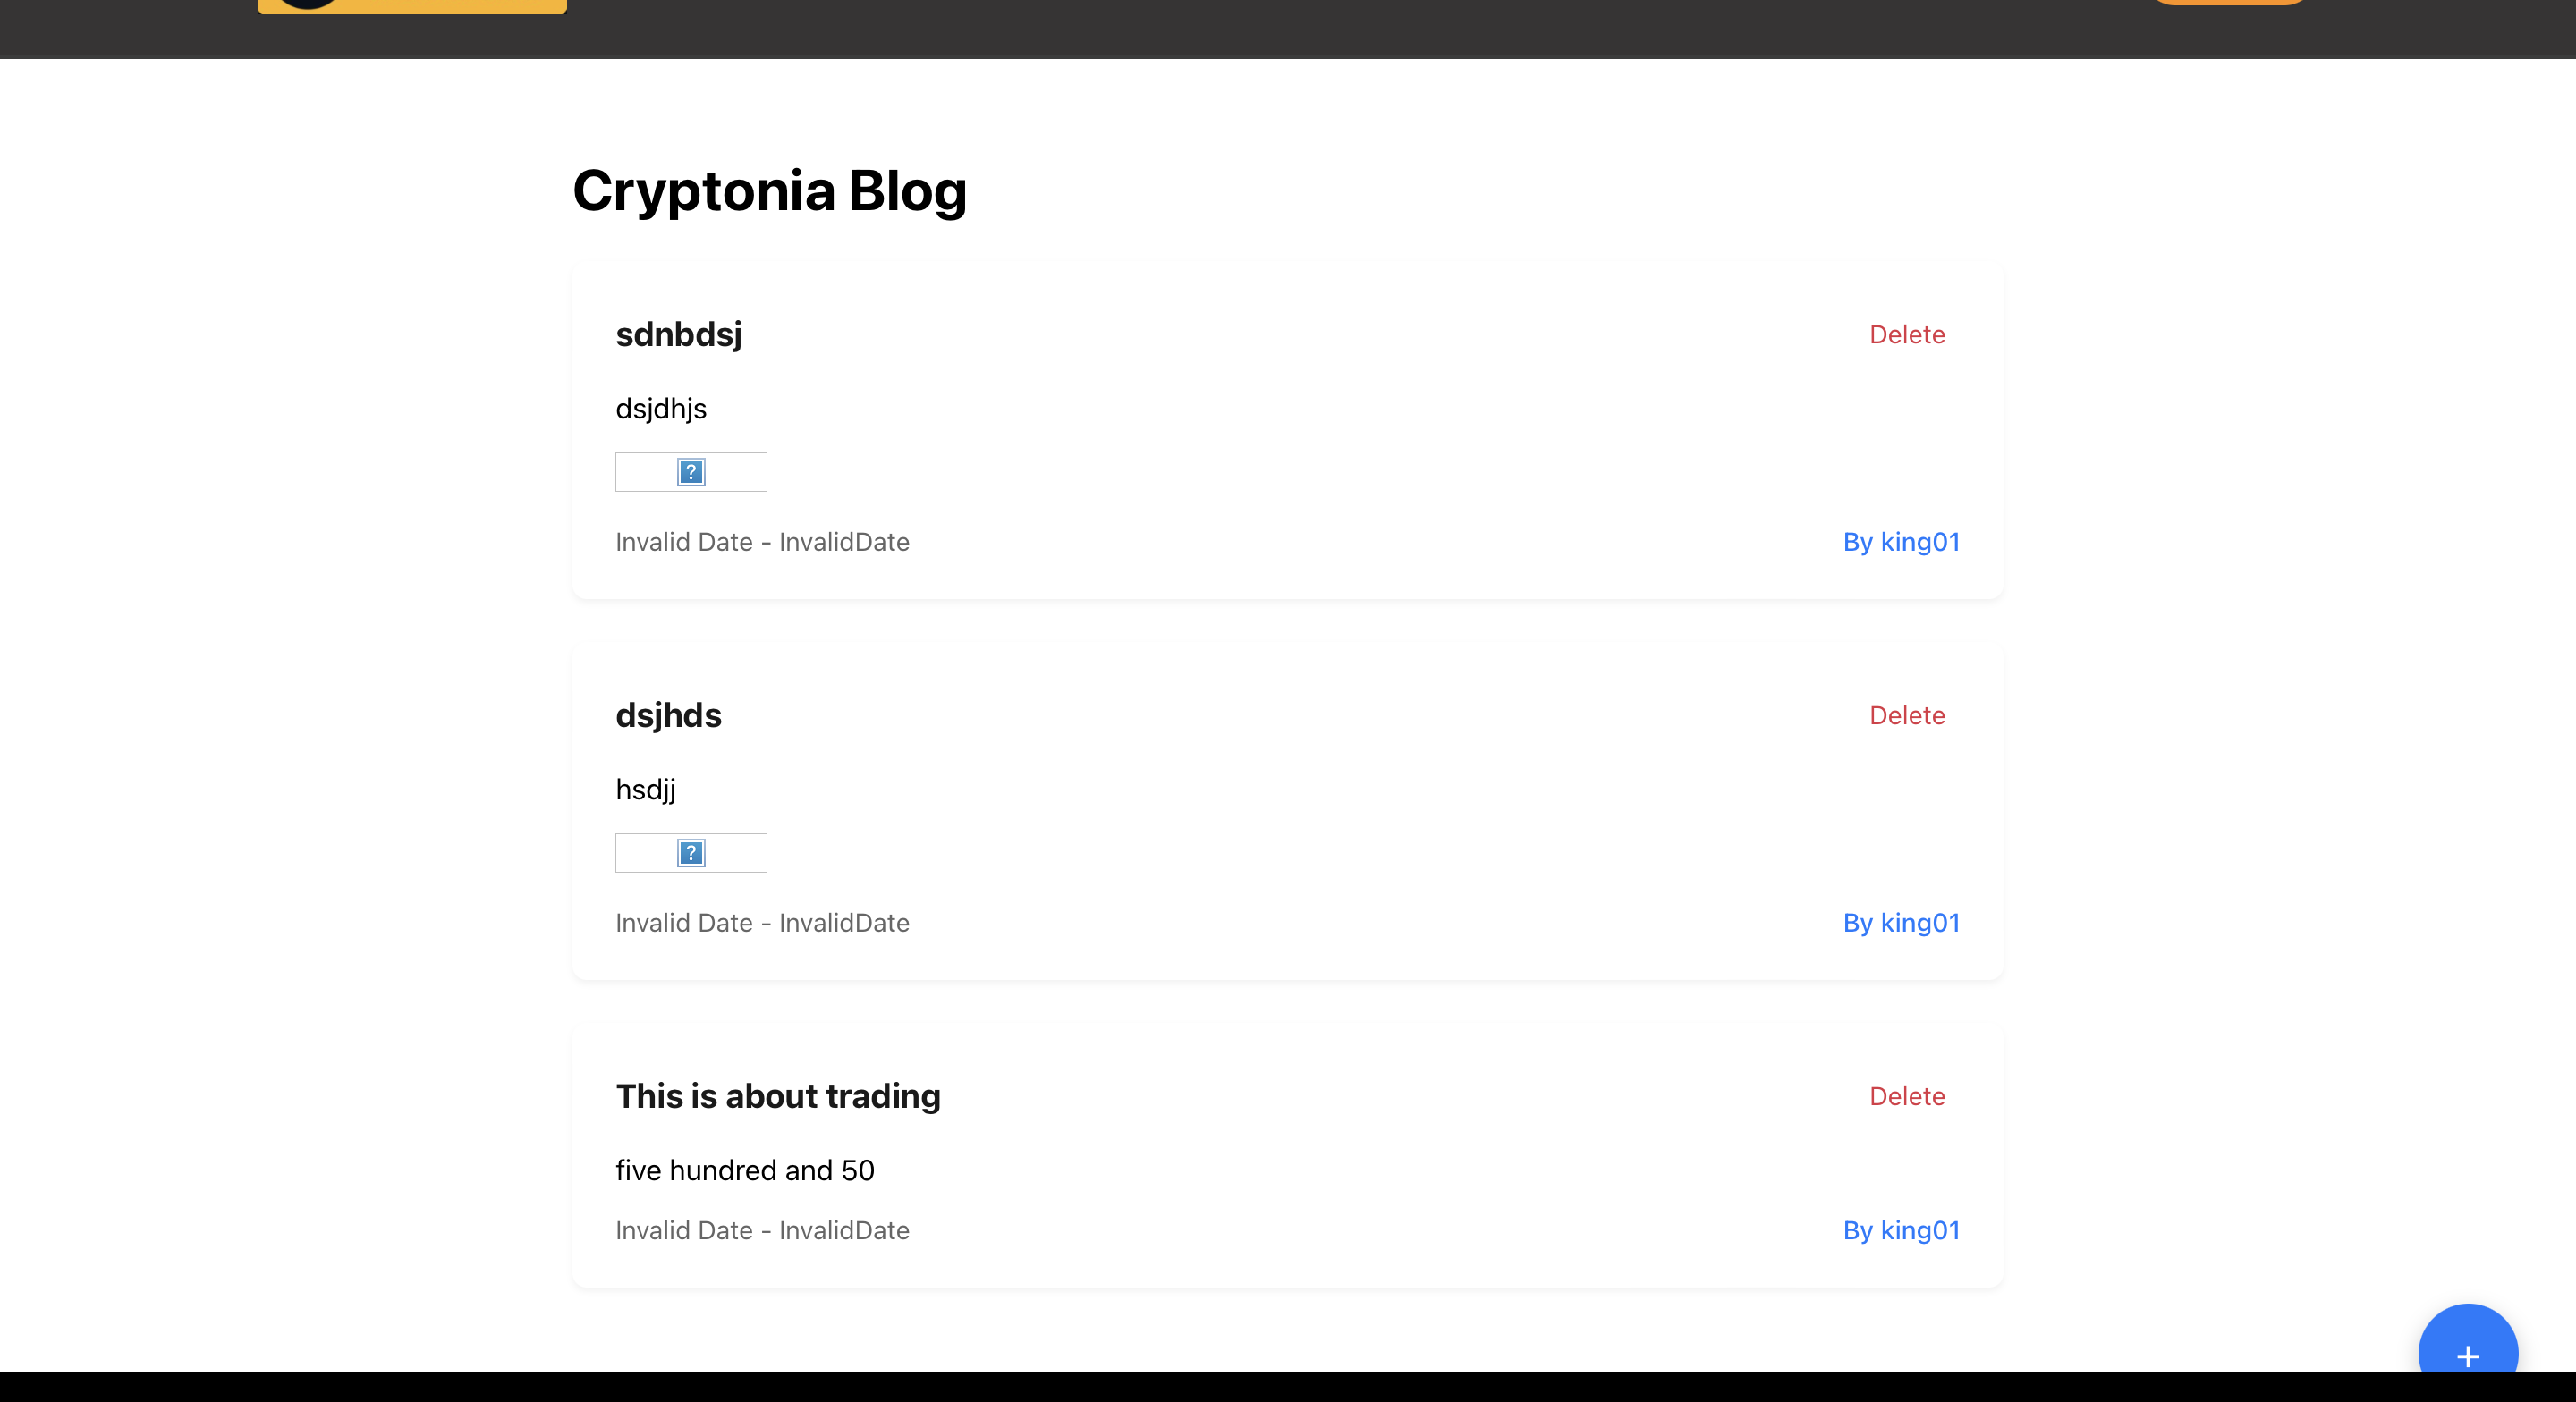 Cryptonia Blog
sdnbdsj
Delete
dsjdhjs
?
Invalid Date - InvalidDate
By king01
dsjhds
Delete
hsdjj
?
Invalid Date - InvalidDate
By king01
This is about trading
Delete
five hundred and 50
Invalid Date - InvalidDate
By king01
+